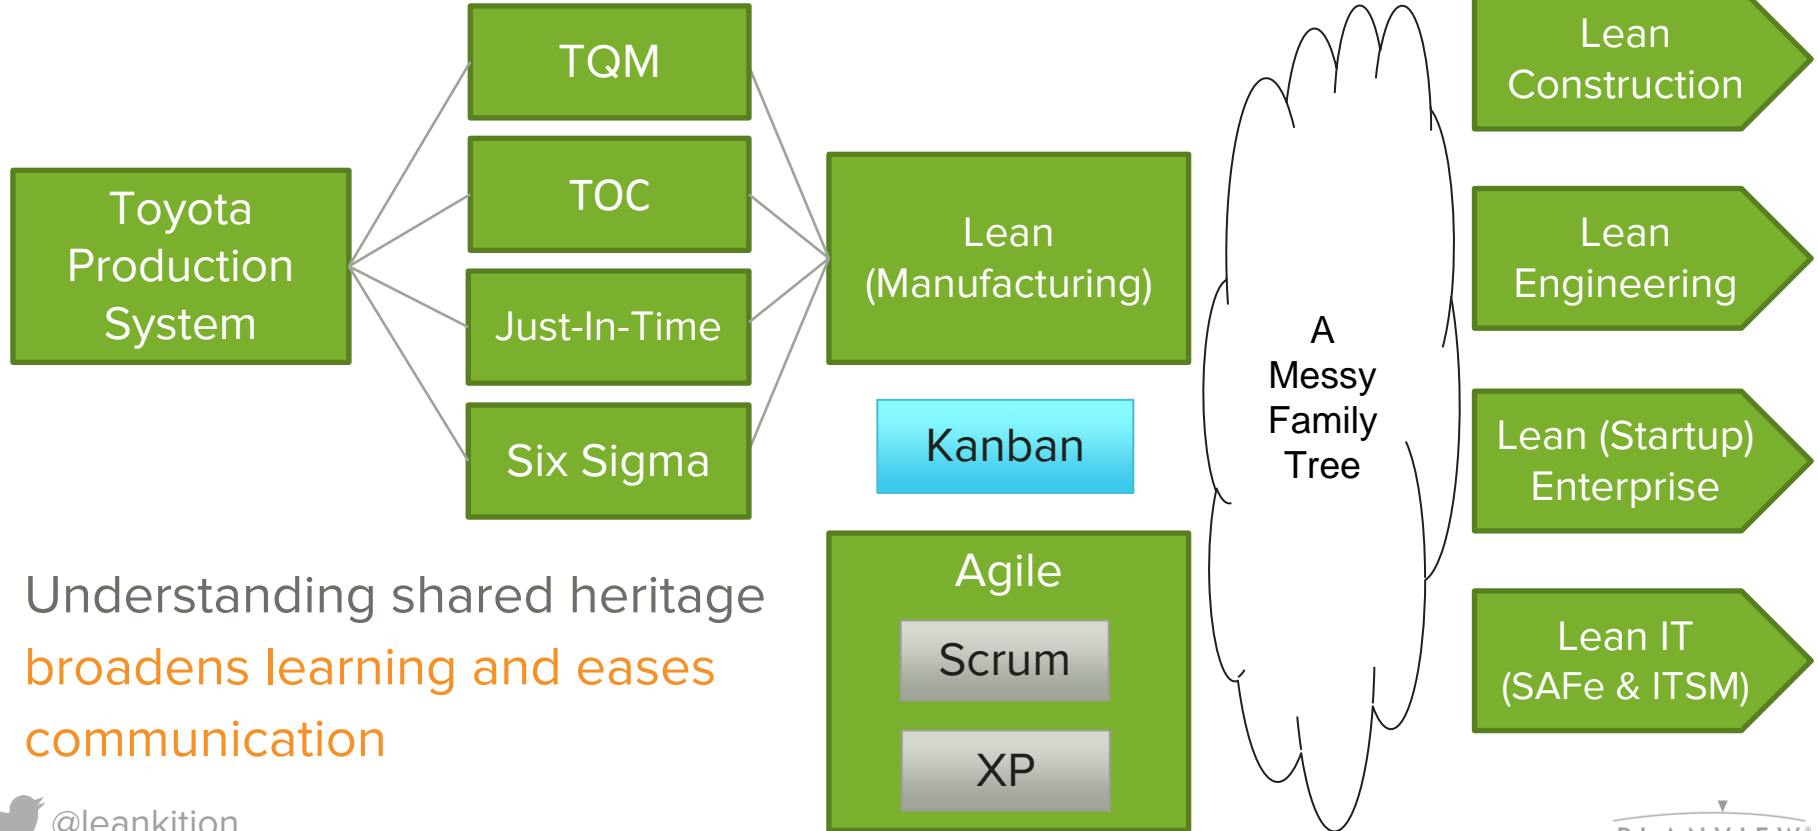 Toyota
Production
System
TQM
TOC
Just-In-Time
Six Sigma
Lean
(Manufacturing)
Kanban
Agile
Scrum
XP
A
Messy
Family
Tree
Lean
Construction
Lean
Engineering
Lean (Startup)
Enterprise
Lean IT
(SAFe & ITSM)
Understanding shared heritage
broadens learning and eases
communication
@leankition
PLANVIEW